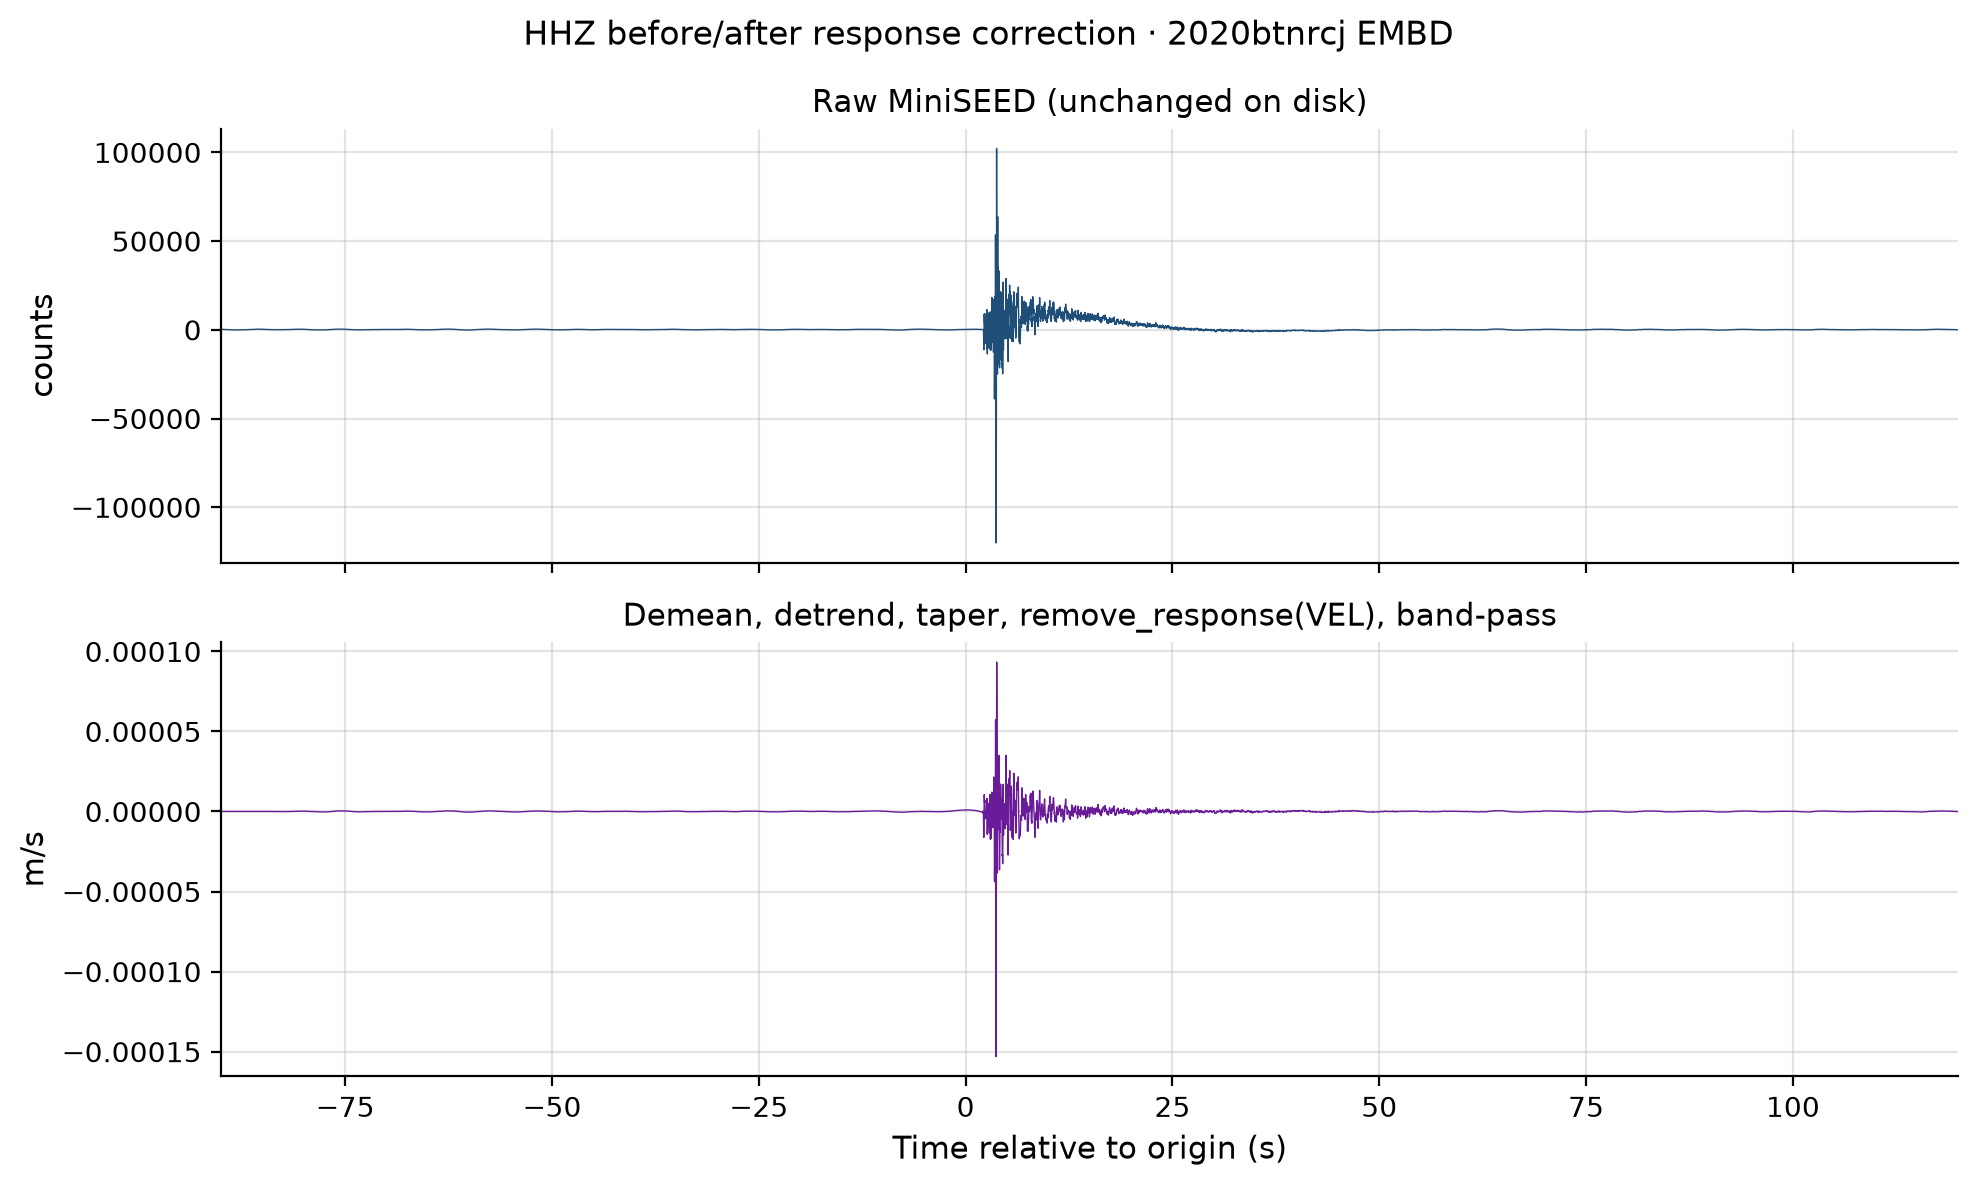 HHZ before/after response correction · 2020btnrcj EMBD
Raw MiniSEED (unchanged on disk)
100000
50000
0
−50000
−100000
counts
Demean, detrend, taper, remove_response(VEL), band-pass
0.00010
0.00005
0.00000
−0.00005
−0.00010
−0.00015
m/s
−75 −50 −25 0 25 50 75 100
Time relative to origin (s)